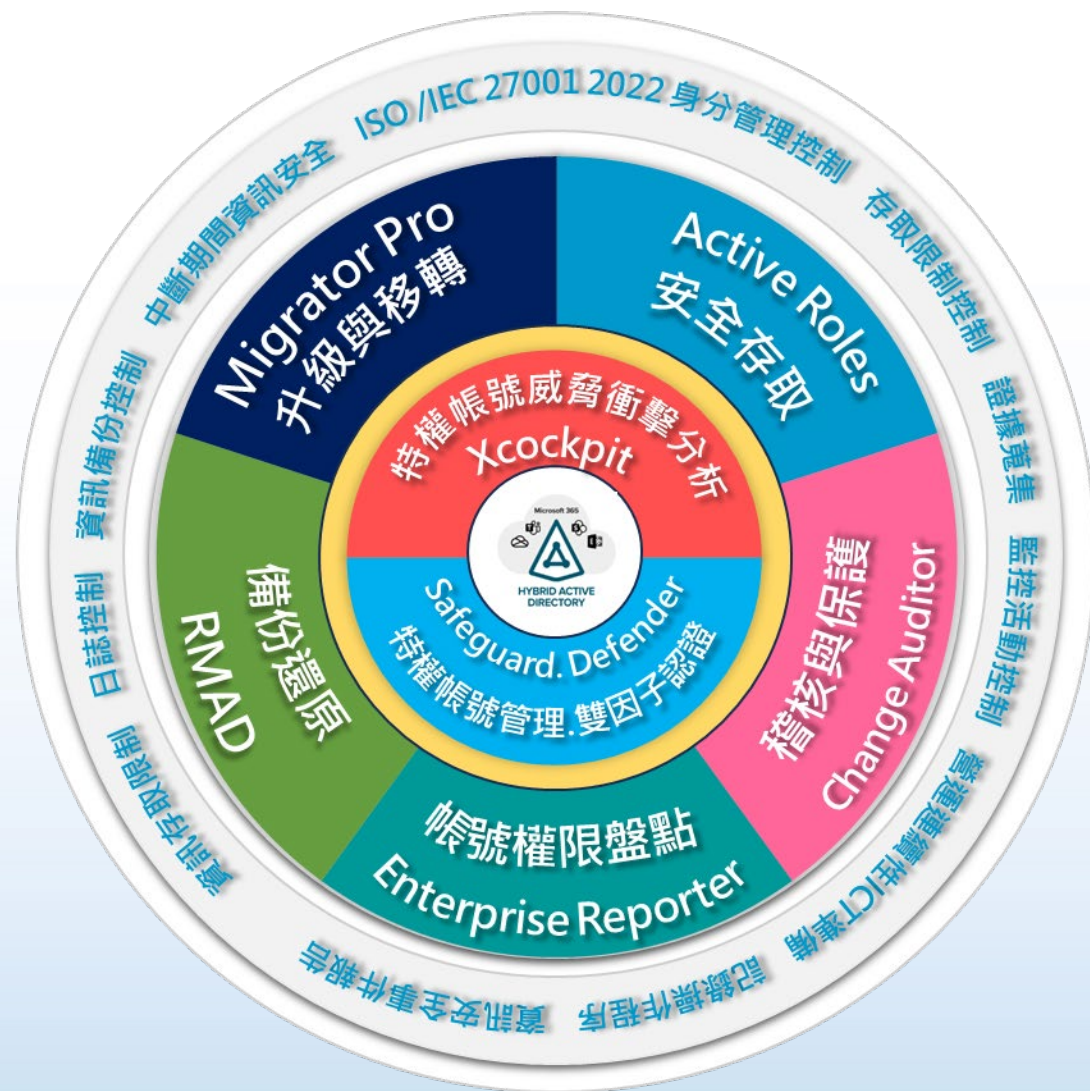 ISO /IEC 27001 2022 身分管理控制
存取限制控制
證據蒐集
監控活動控制
營運連續性ICT準備
記錄操作程序
資訊安全事件報告
資訊存取限制
日誌控制
資訊備份控制
中斷期間資訊安全
Migrator Pro
升級與移轉
Active Roles
安全存取
稽核與保護
Change Auditor
帳號權限盤點
Enterprise Reporter
備份還原
RMAD
特權帳號威脅衝擊分析
Xcockpit
Microsoft 365
HYBRID ACTIVE
DIRECTORY
Safeguard. Defender
特權帳號管理.雙因子認證